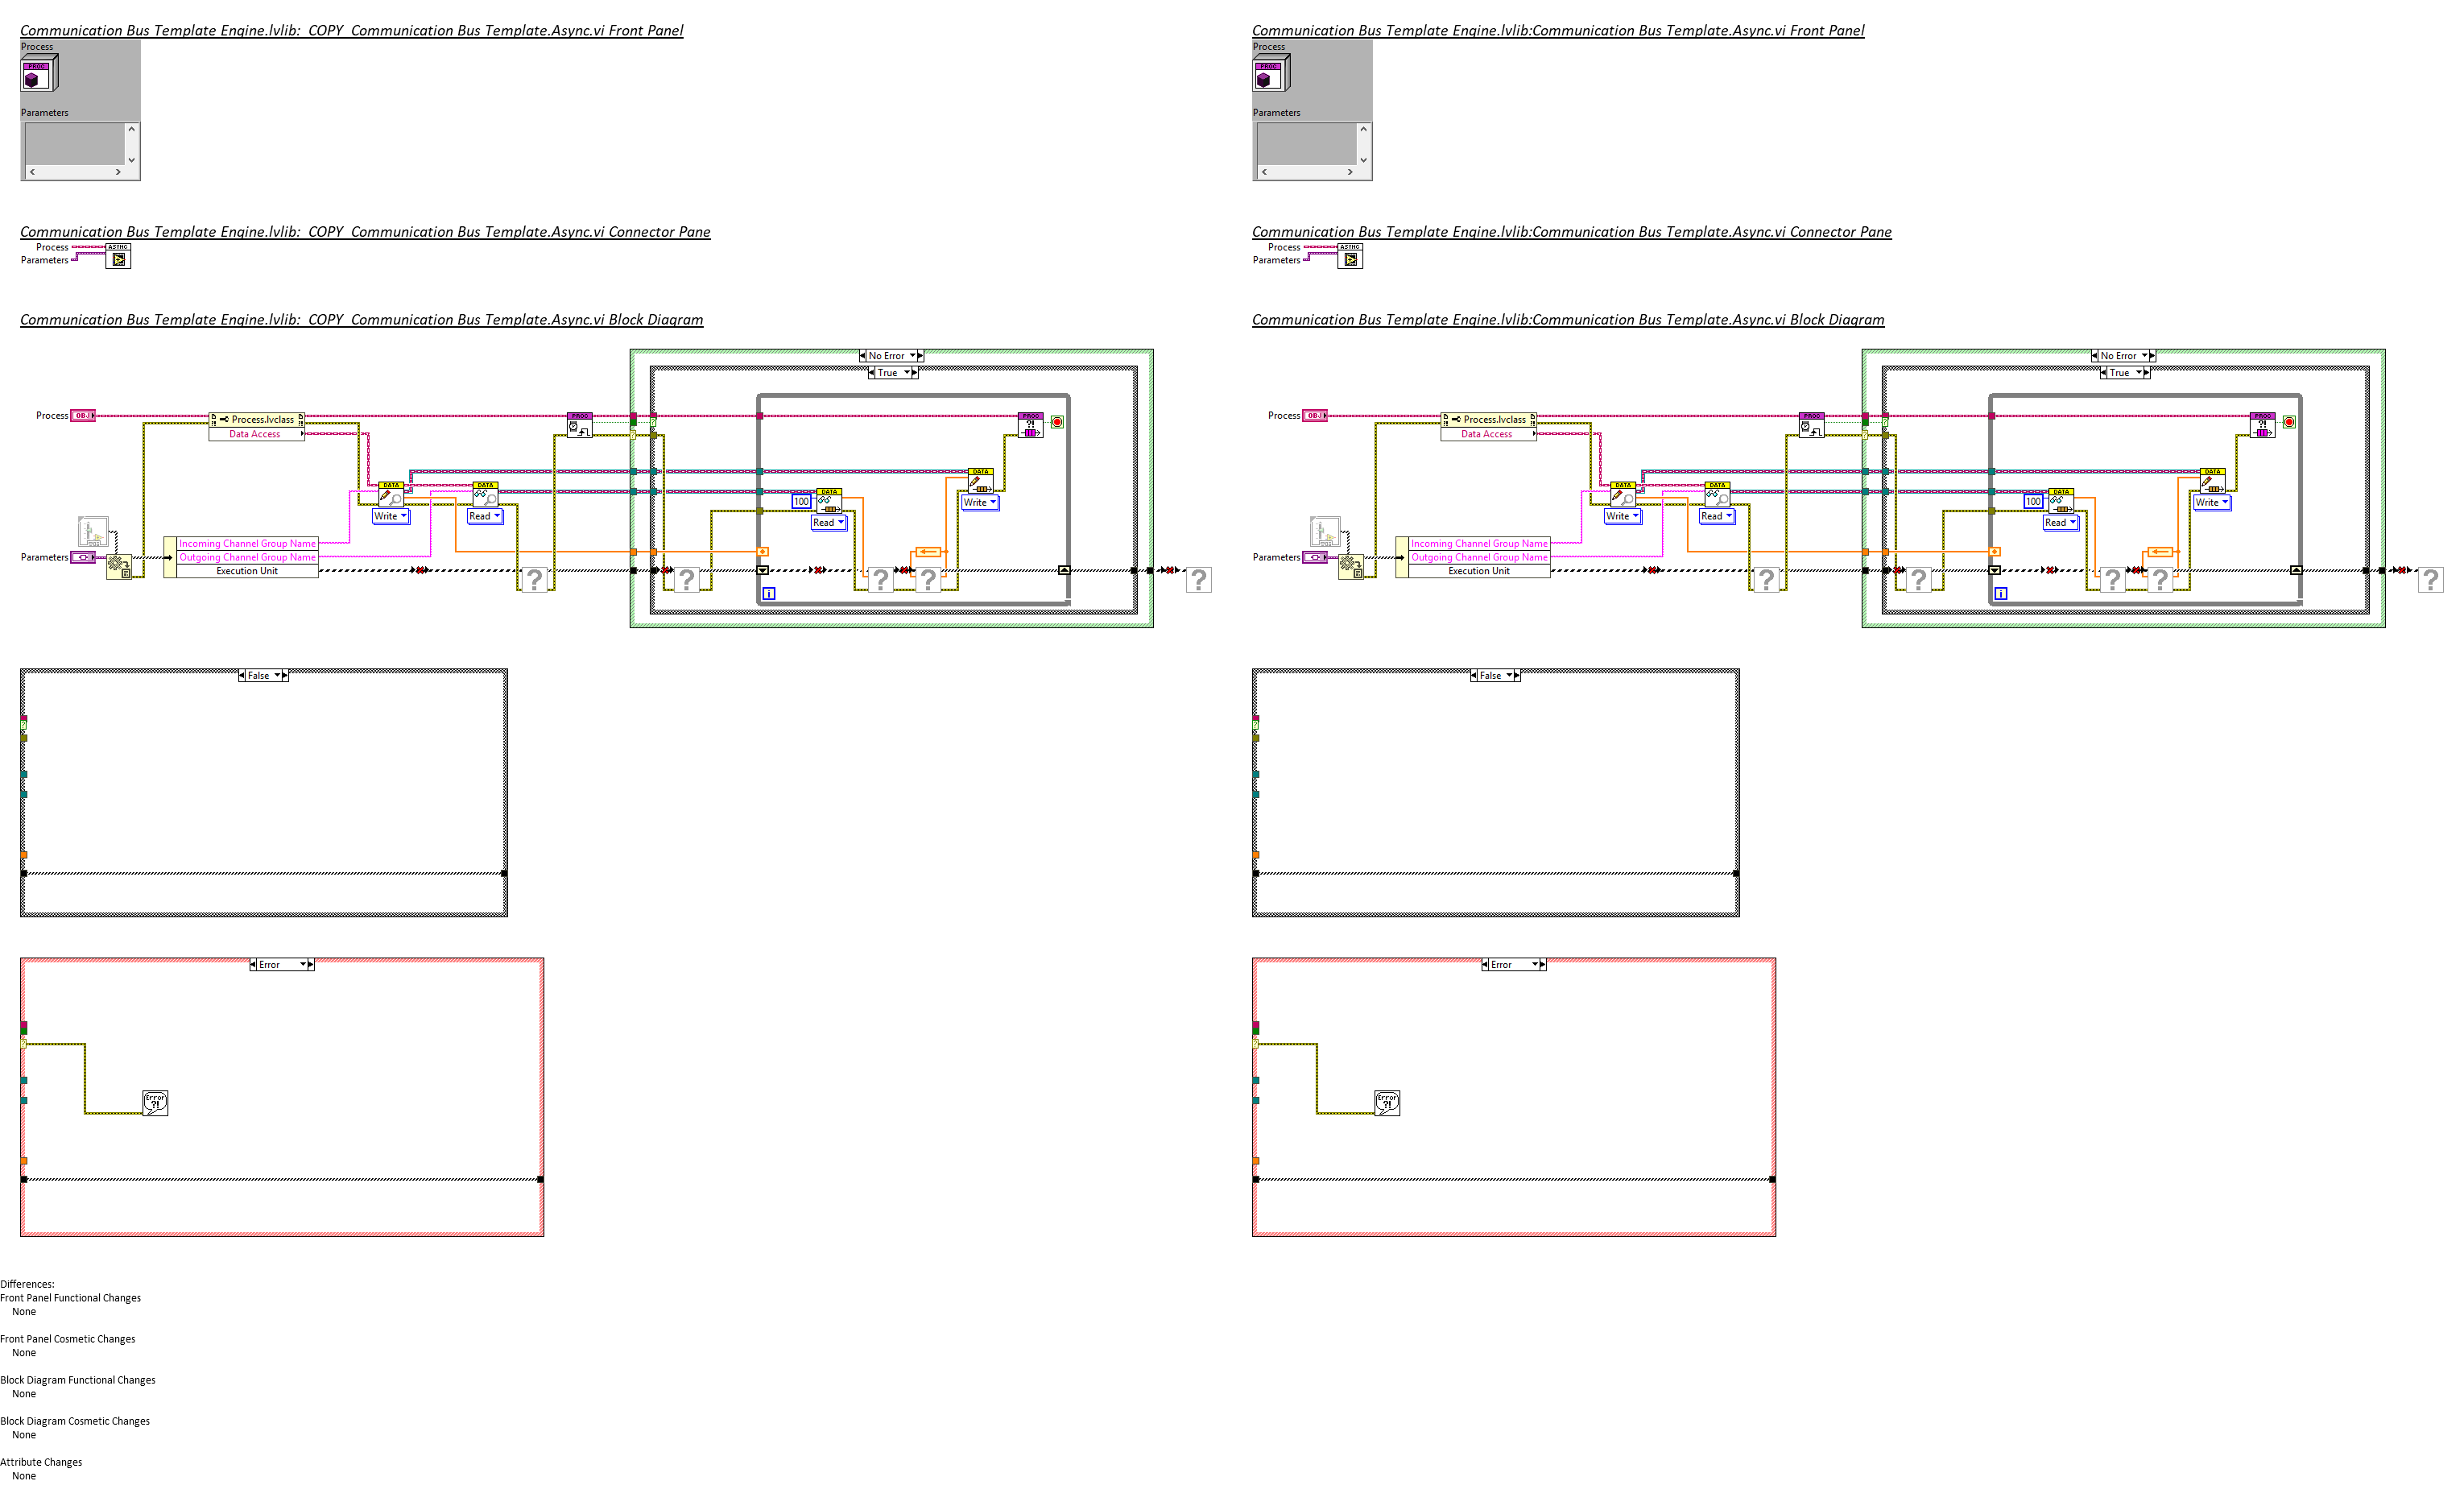 Communication Bus Template Engine.lvlib:  COPY  Communication Bus Template.Async.vi Front Panel
Process
PROC
Parameters
Communication Bus Template Engine.lvlib:  COPY  Communication Bus Template.Async.vi Connector Pane
Process
ASYNC
Parameters
Communication Bus Template Engine.lvlib:  COPY  Communication Bus Template.Async.vi Block Diagram
No Error
True
Process
OBJ
Process.lvclass
Data Access
PROC
PROC
?!
DATA
Write
DATA
Read
100
DATA
Read
DATA
Write
Parameters
Incoming Channel Group Name
Outgoing Channel Group Name
Execution Unit
?
?
?
?
?
i
False
Error
Error
?!
Communication Bus Template Engine.lvlib:Communication Bus Template.Async.vi Front Panel
Process
PROC
Parameters
Communication Bus Template Engine.lvlib:Communication Bus Template.Async.vi Connector Pane
Process
ASYNC
Parameters
Communication Bus Template Engine.lvlib:Communication Bus Template.Async.vi Block Diagram
No Error
True
Process
OBJ
Process.lvclass
Data Access
PROC
PROC
?!
DATA
Write
DATA
Read
100
DATA
Read
DATA
Write
Parameters
Incoming Channel Group Name
Outgoing Channel Group Name
Execution Unit
?
?
?
?
?
i
False
Error
Error
?!
Differences:
Front Panel Functional Changes
None
Front Panel Cosmetic Changes
None
Block Diagram Functional Changes
None
Block Diagram Cosmetic Changes
None
Attribute Changes
None